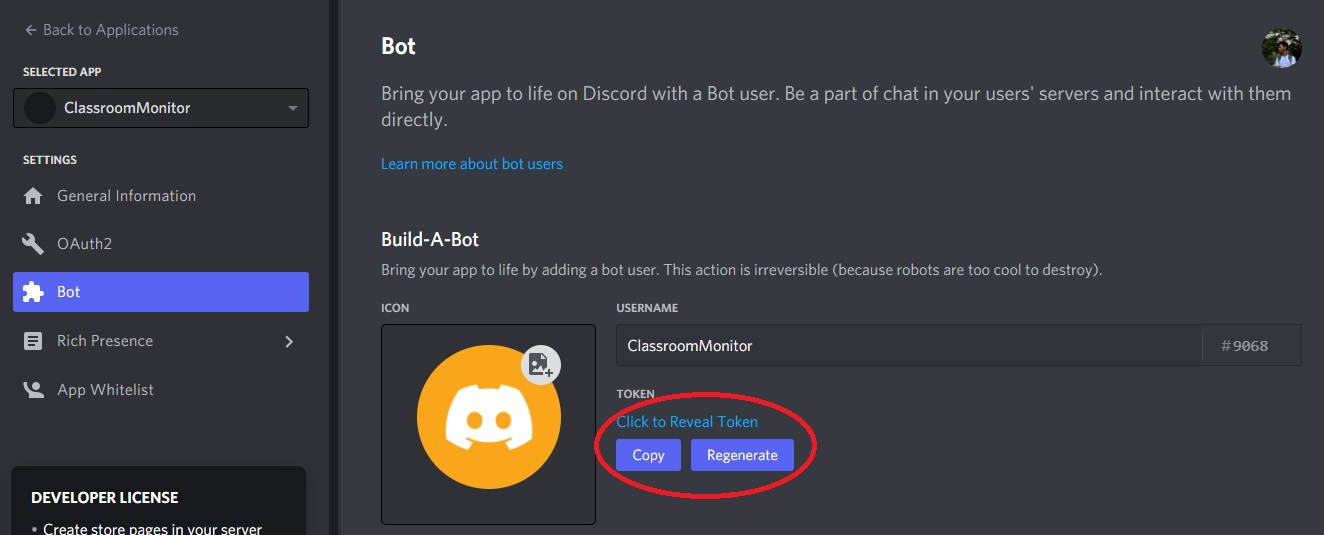 Back to Applications
SELECTED APP
ClassroomMonitor
SETTINGS
General Information
OAuth2
Bot
Rich Presence
App Whitelist
DEVELOPER LICENSE
• Create store pages in your server
Bot
Bring your app to life on Discord with a Bot user. Be a part of chat in your users' servers and interact with them
directly.
Learn more about bot users
Build-A-Bot
Bring your app to life by adding a bot user. This action is irreversible (because robots are too cool to destroy).
ICON
USERNAME
ClassroomMonitor #9068
TOKEN
Click to Reveal Token
Copy Regenerate